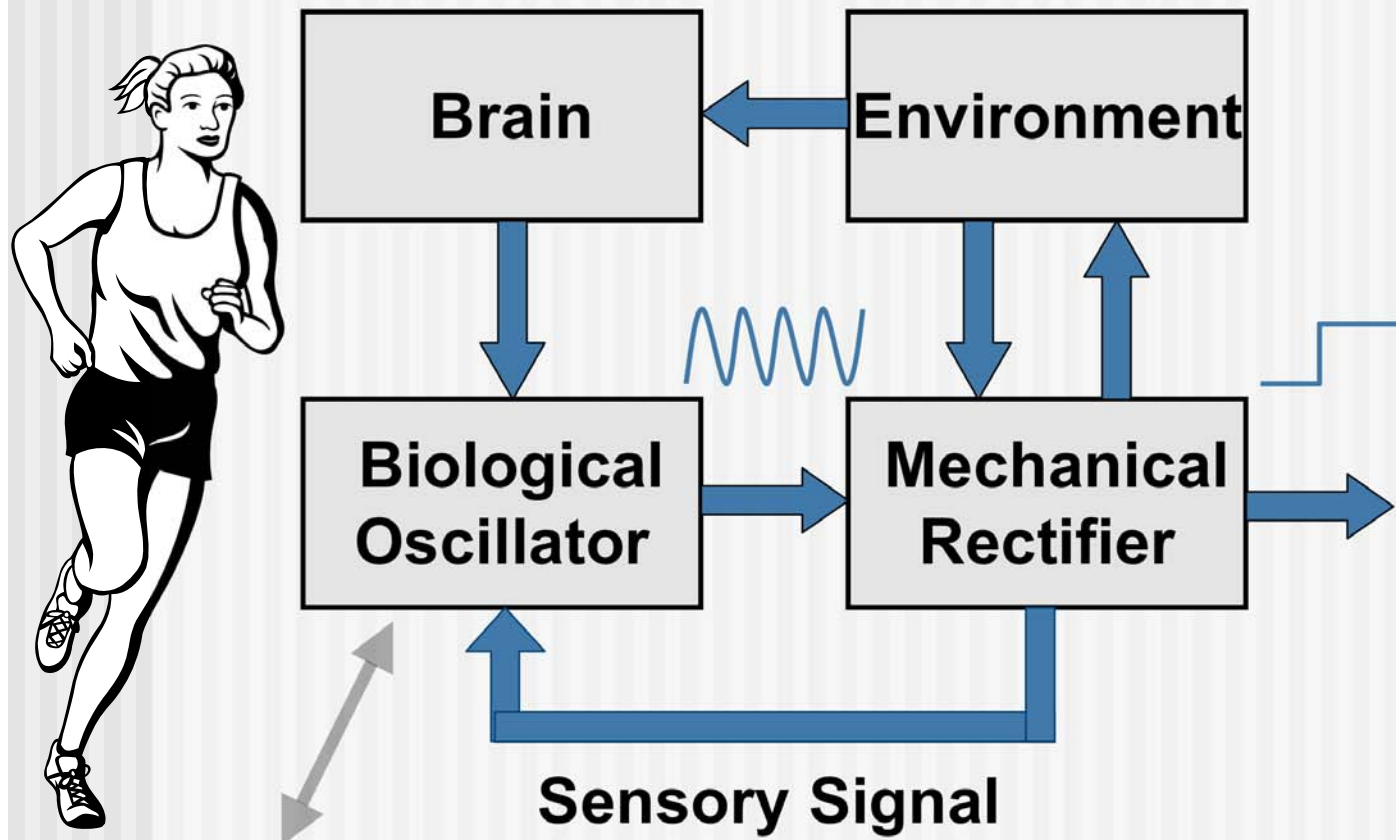 Brain
Environment
Biological
Oscillator
Mechanical
Rectifier
Sensory Signal